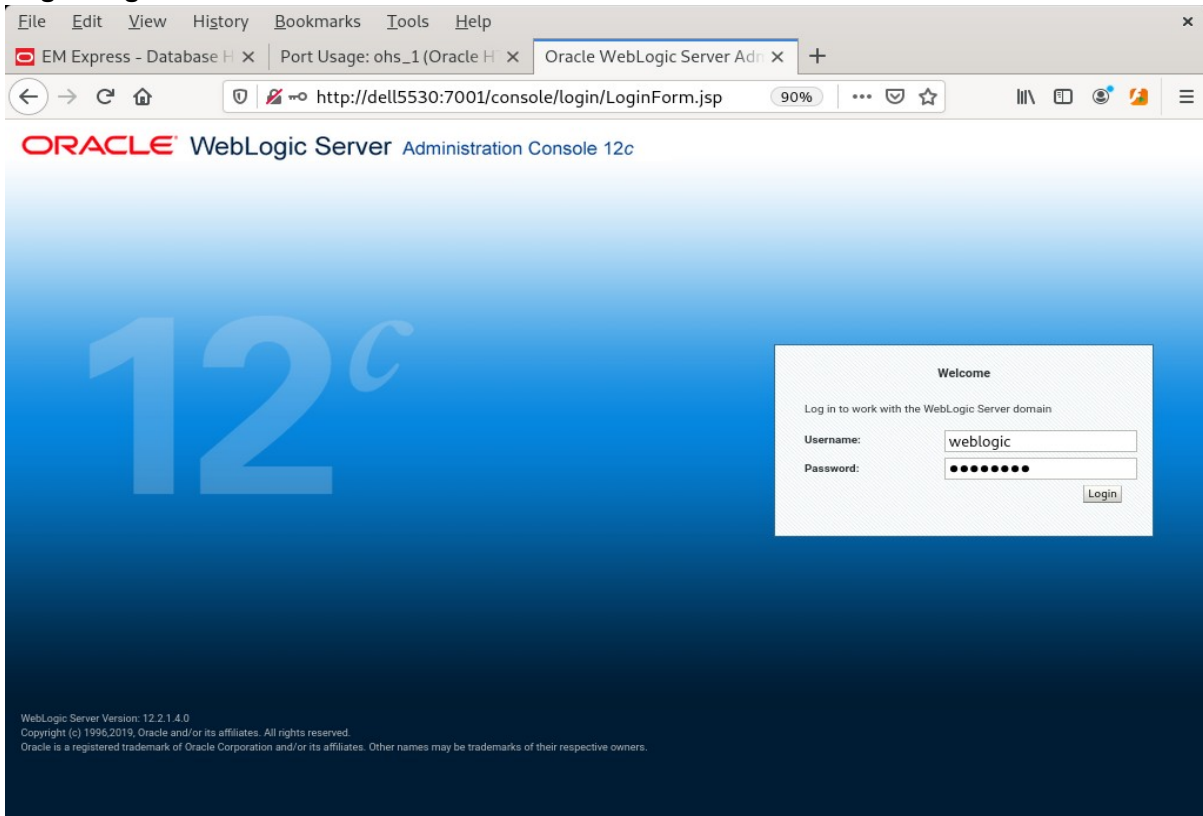 File Edit View History Bookmarks Tools Help
EM Express - Database H Port Usage: ohs_1 (Oracle HT Oracle WebLogic Server Adm
http://dell5530:7001/console/login/LoginForm.jsp 90%
ORACLE WebLogic Server Administration Console 12c
12c
Welcome
Log in to work with the WebLogic Server domain
Username: weblogic
Password: ●●●●●●●●
Login
WebLogic Server Version: 12.2.1.4.0
Copyright (c) 1996,2019, Oracle and/or its affiliates. All rights reserved.
Oracle is a registered trademark of Oracle Corporation and/or its affiliates. Other names may be trademarks of their respective owners.